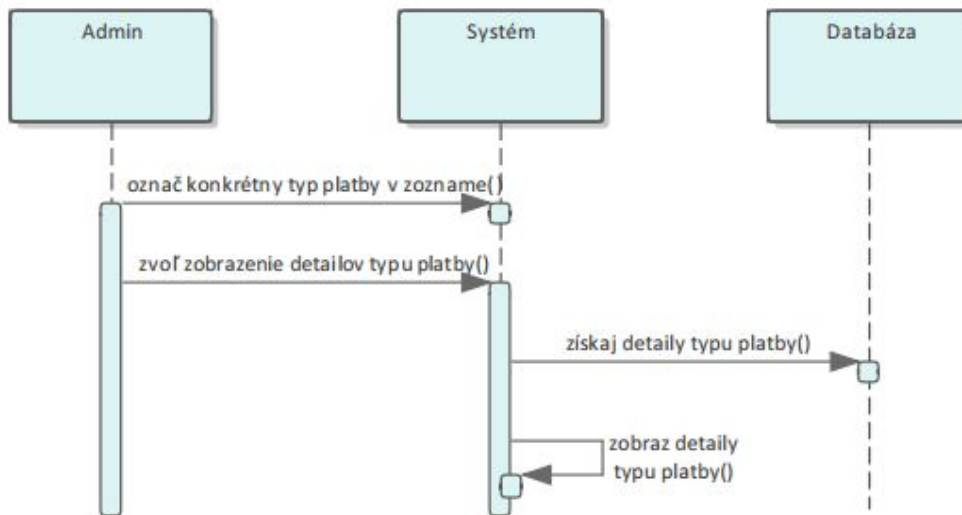 Admin
Systém
Databáza
označ konkrétny typ platby v zozname()
zvoľ zobrazenie detailov typu platby()
získaj detaily typu platby()
zobraz detaily
typu platby()